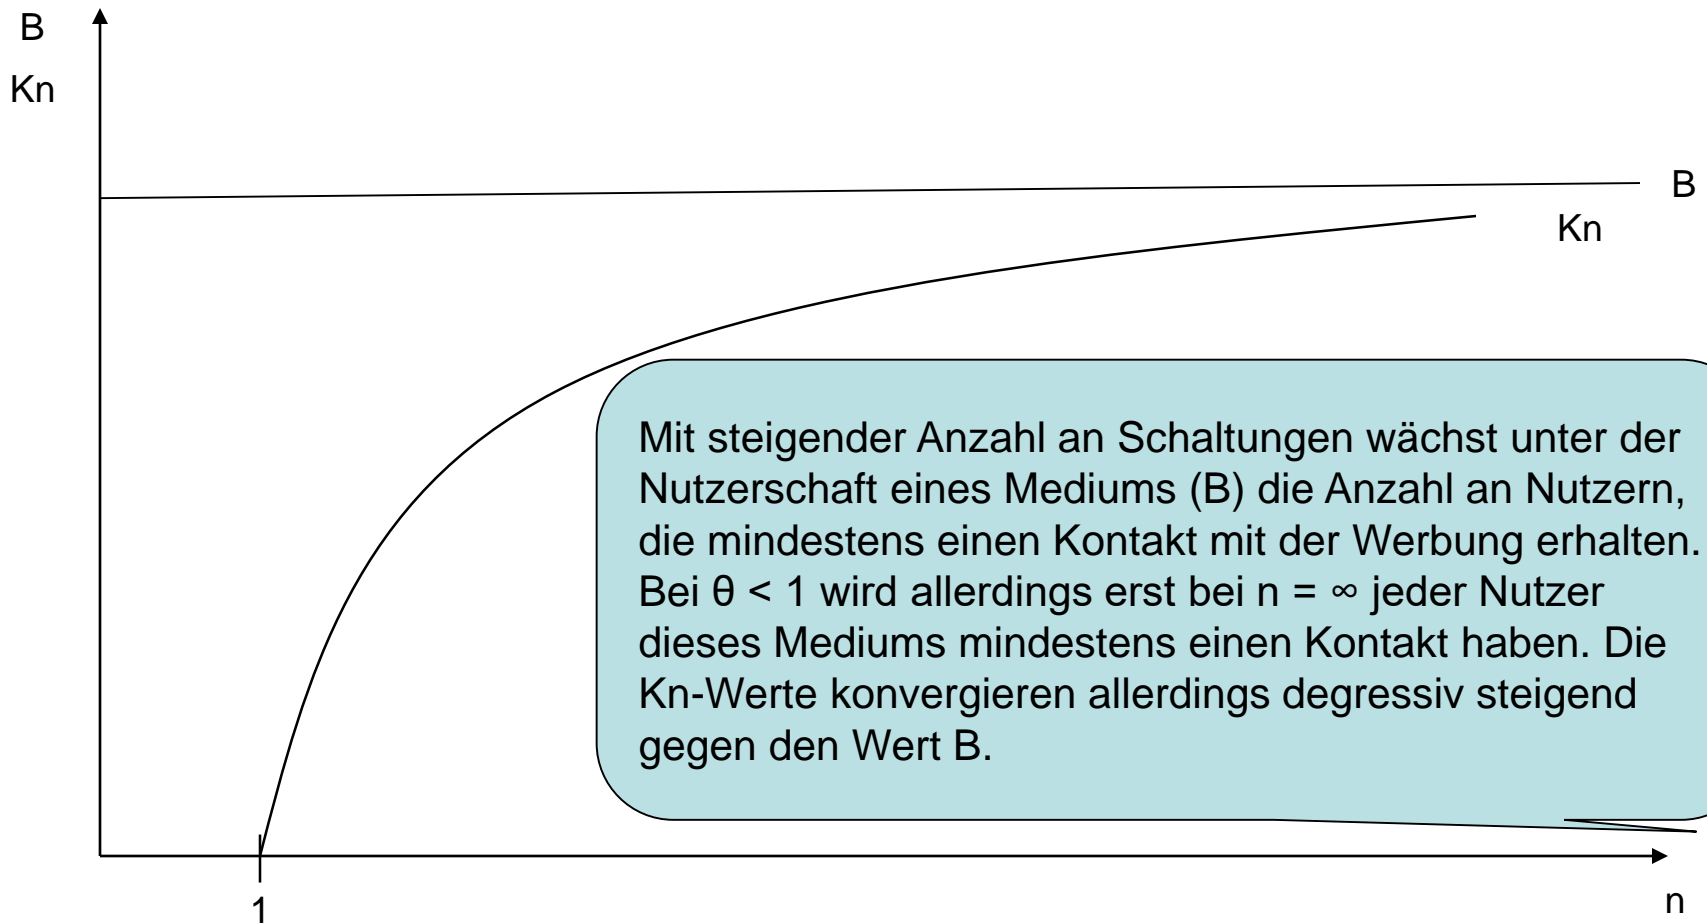 B
Kn
B
Kn
Mit steigender Anzahl an Schaltungen wächst unter der
Nutzerschaft eines Mediums (B) die Anzahl an Nutzern,
die mindestens einen Kontakt mit der Werbung erhalten.
Bei θ < 1 wird allerdings erst bei n = ∞ jeder Nutzer
dieses Mediums mindestens einen Kontakt haben. Die
Kn-Werte konvergieren allerdings degressiv steigend
gegen den Wert B.
1
n